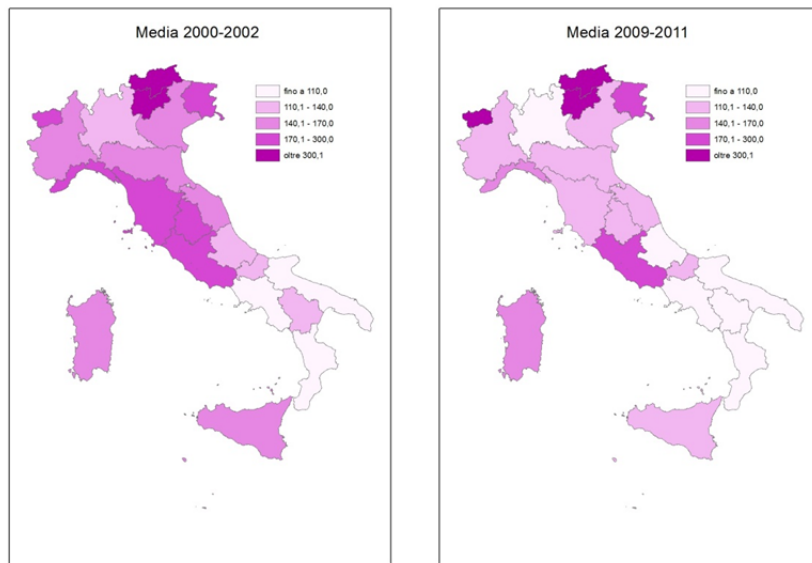 Media 2000-2002
fino a 110,0
110,1 - 140,0
140,1 - 170,0
170,1 - 300,0
oltre 300,1
Media 2009-2011
fino a 110,0
110,1 - 140,0
140,1 - 170,0
170,1 - 300,0
oltre 300,1